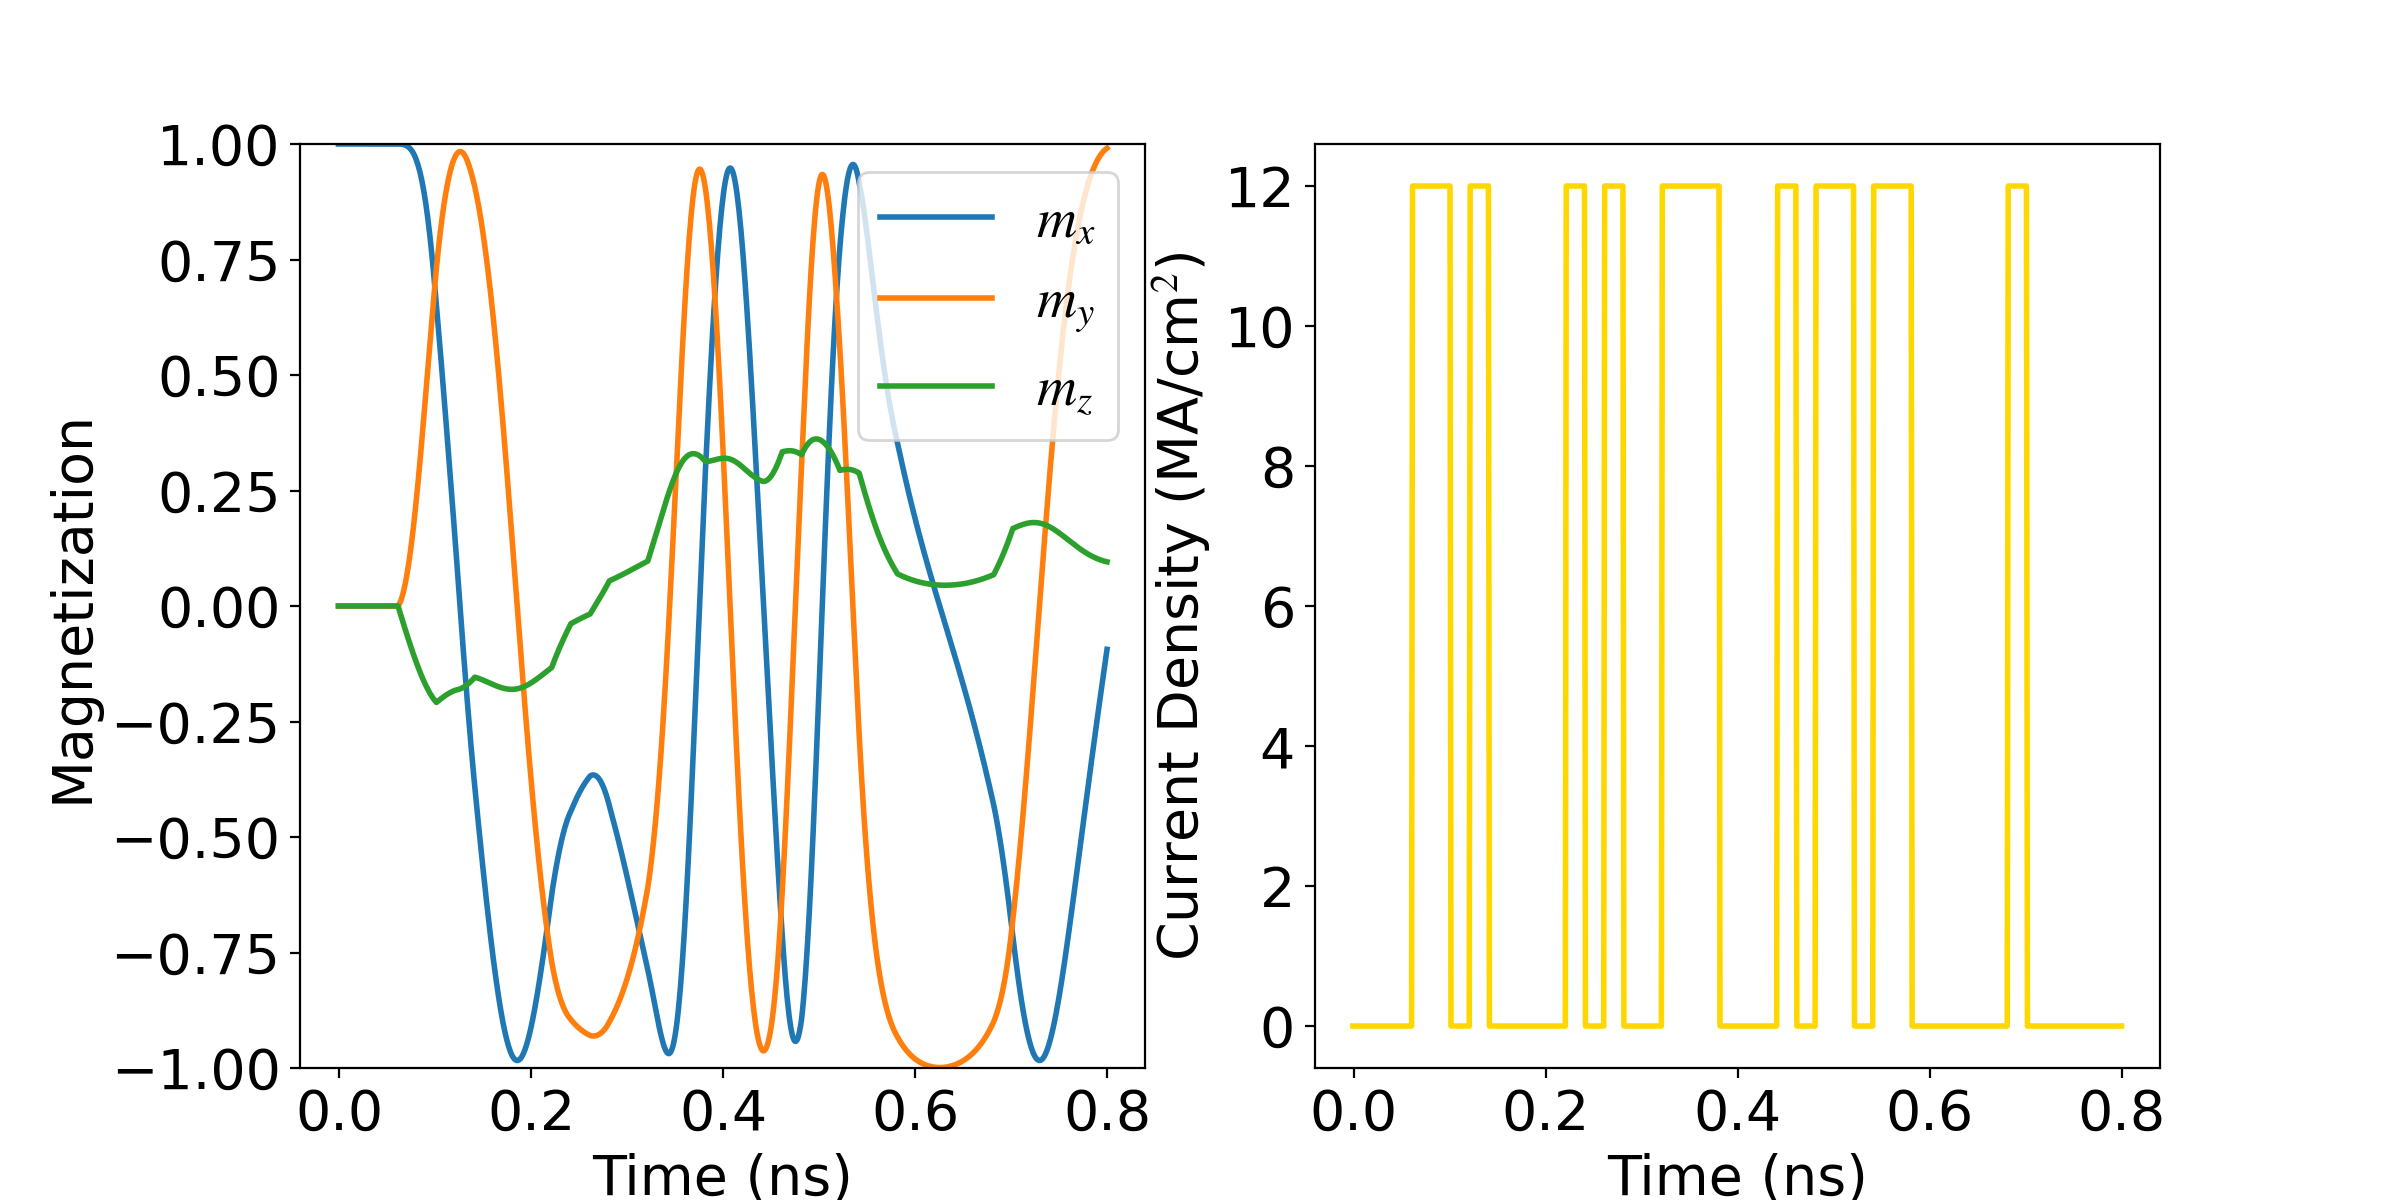 1.00
0.75
0.50
0.25
0.00
−0.25
−0.50
−0.75
−1.00
Magnetization
0.0 0.2 0.4 0.6 0.8
Time (ns)
m_x
m_y
m_z
12
10
8
6
4
2
0
Current Density (MA/cm²)
0.0 0.2 0.4 0.6 0.8
Time (ns)